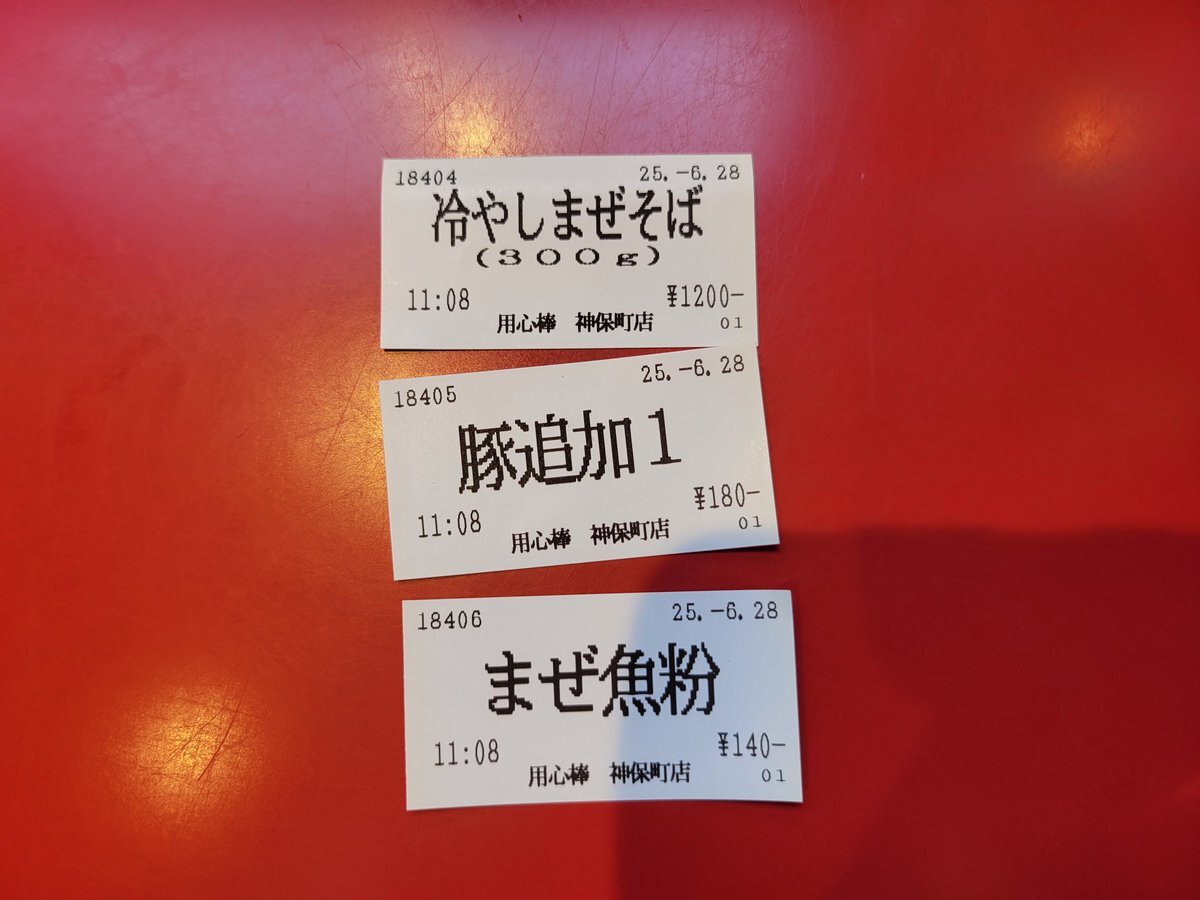 18404 25.-6.28
冷やしまぜそば
(３００ｇ)
11:08 ¥1200-
用心棒 神保町店 01
18405 25.-6.28
豚追加１
11:08 ¥180-
用心棒 神保町店 01
18406 25.-6.28
まぜ魚粉
11:08 ¥140-
用心棒 神保町店 01